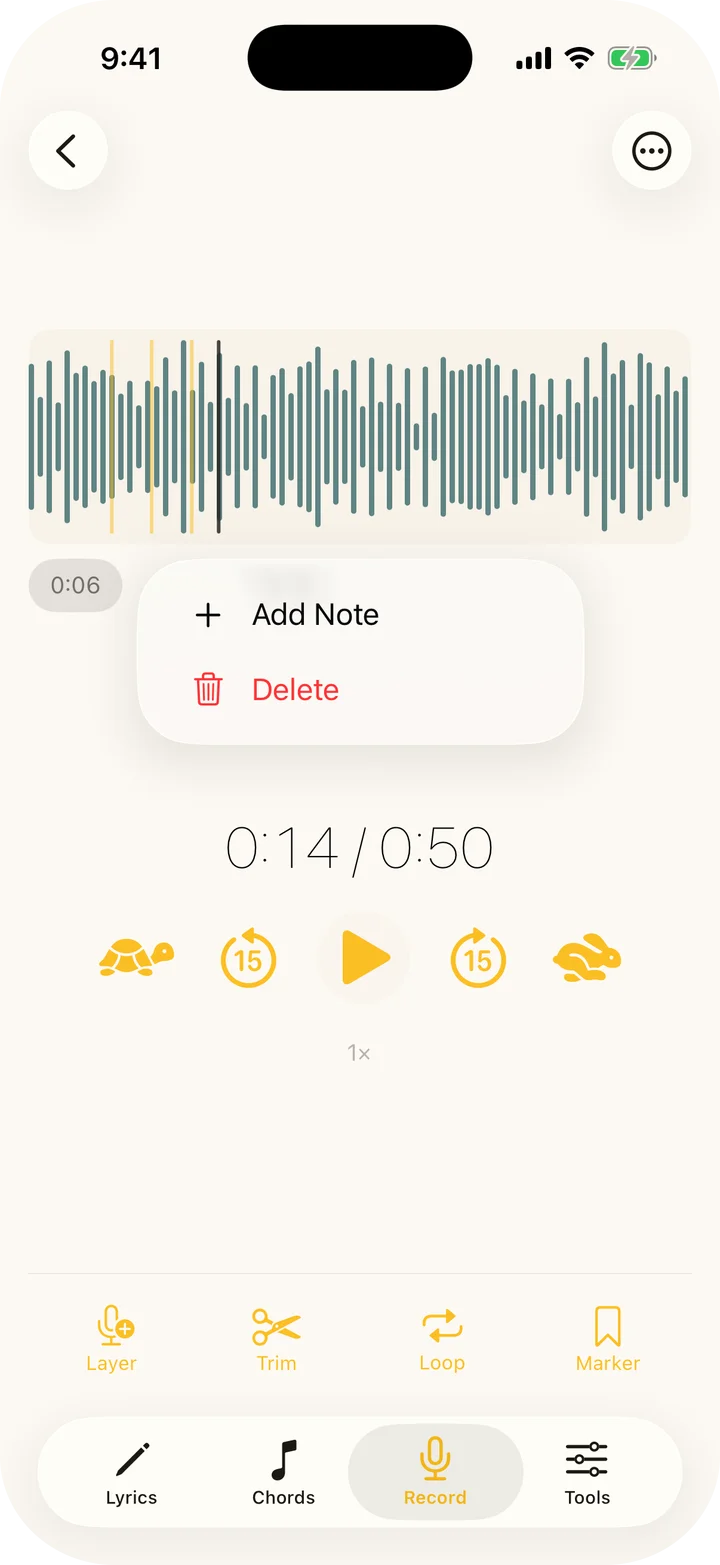 9:41
0:06
Add Note
Delete
0:14 / 0:50
15 15
1×
Layer Trim Loop Marker
Lyrics Chords Record Tools